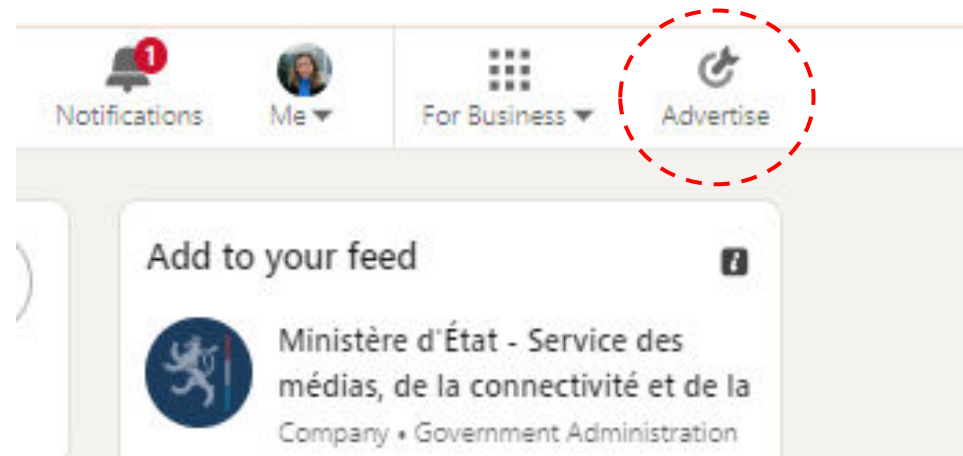 1
Notifications
Me
For Business
Advertise
Add to your feed
Ministère d'État - Service des
médias, de la connectivité et de la
Company • Government Administration